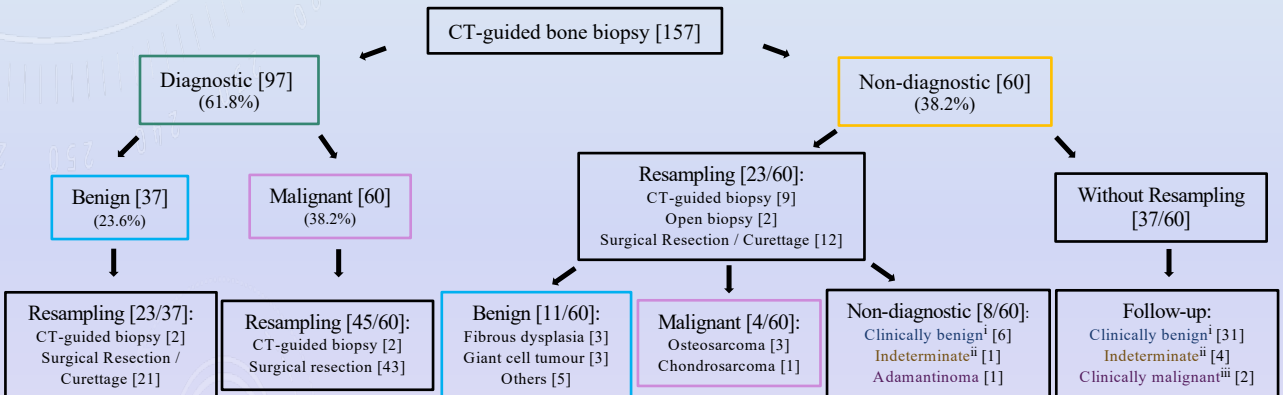 CT-guided bone biopsy [157]
Diagnostic [97]
(61.8%)
Non-diagnostic [60]
(38.2%)
Benign [37]
(23.6%)
Malignant [60]
(38.2%)
Resampling [23/60]:
CT-guided biopsy [9]
Open biopsy [2]
Surgical Resection / Curettage [12]
Without Resampling
[37/60]
Resampling [23/37]:
CT-guided biopsy [2]
Surgical Resection /
Curettage [21]
Resampling [45/60]:
CT-guided biopsy [2]
Surgical resection [43]
Benign [11/60]:
Fibrous dysplasia [3]
Giant cell tumour [3]
Others [5]
Malignant [4/60]:
Osteosarcoma [3]
Chondrosarcoma [1]
Non-diagnostic [8/60]:
Clinically benignⁱ [6]
Indeterminateⁱⁱ [1]
Adamantinoma [1]
Follow-up:
Clinically benignⁱ [31]
Indeterminateⁱⁱ [4]
Clinically malignantⁱⁱⁱ [2]